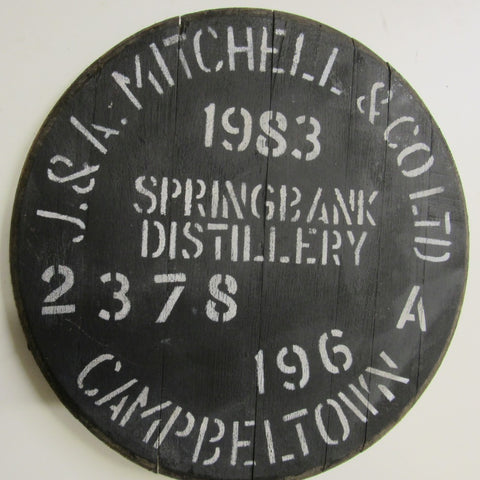 J. & A. MITCHELL & CO LTD
1983
SPRINGBANK
DISTILLERY
2378 A
196
CAMPBELTOWN